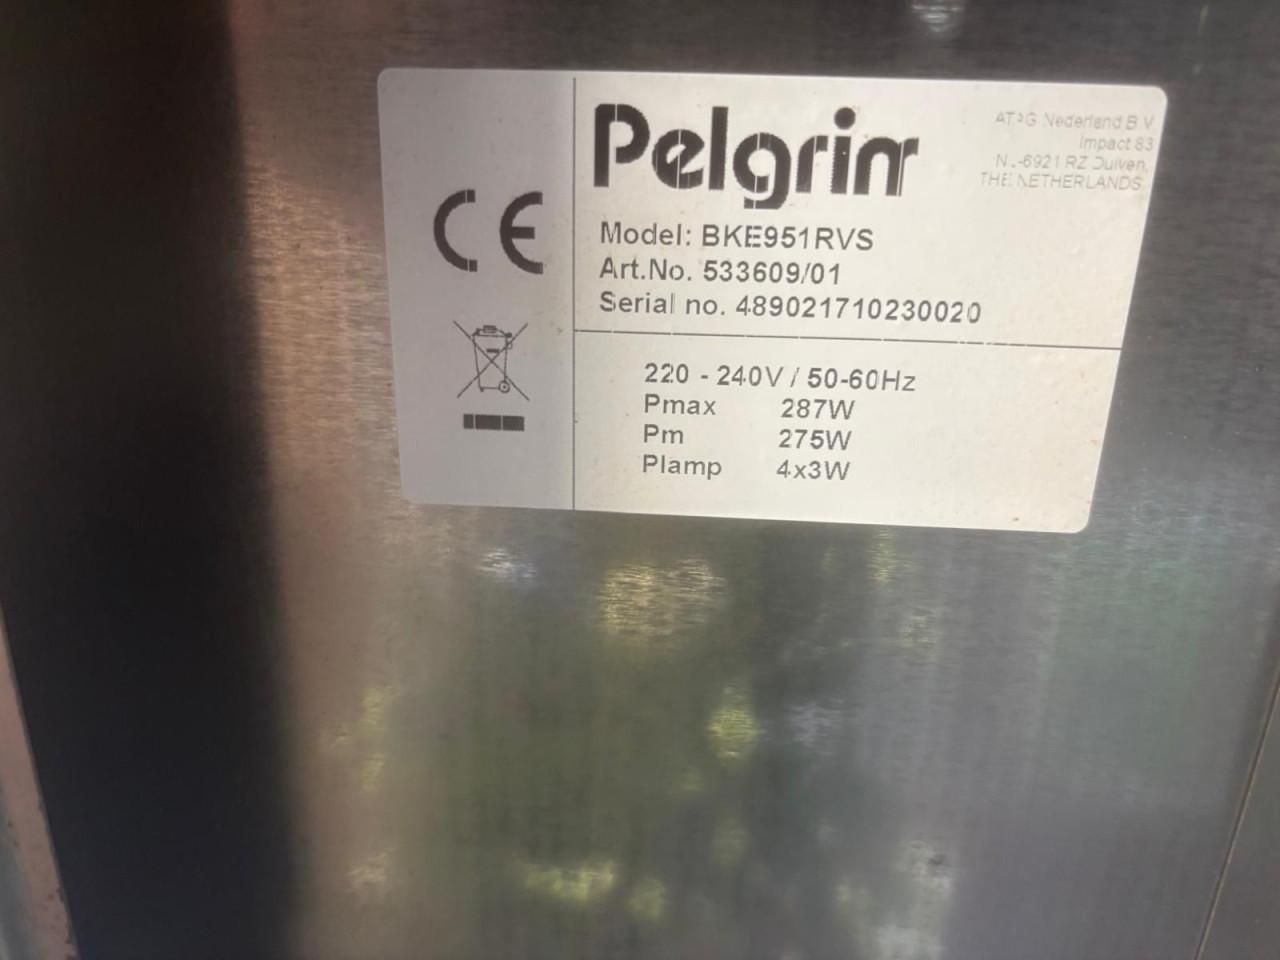 Pelgrim
ATAG Nederland B.V
Impact 83
NL-6921 RZ Duiven
THE NETHERLANDS
CE
Model: BKE951RVS
Art.No. 533609/01
Serial no. 489021710230020
220 - 240V / 50-60Hz
Pmax 287W
Pm 275W
Plamp 4x3W